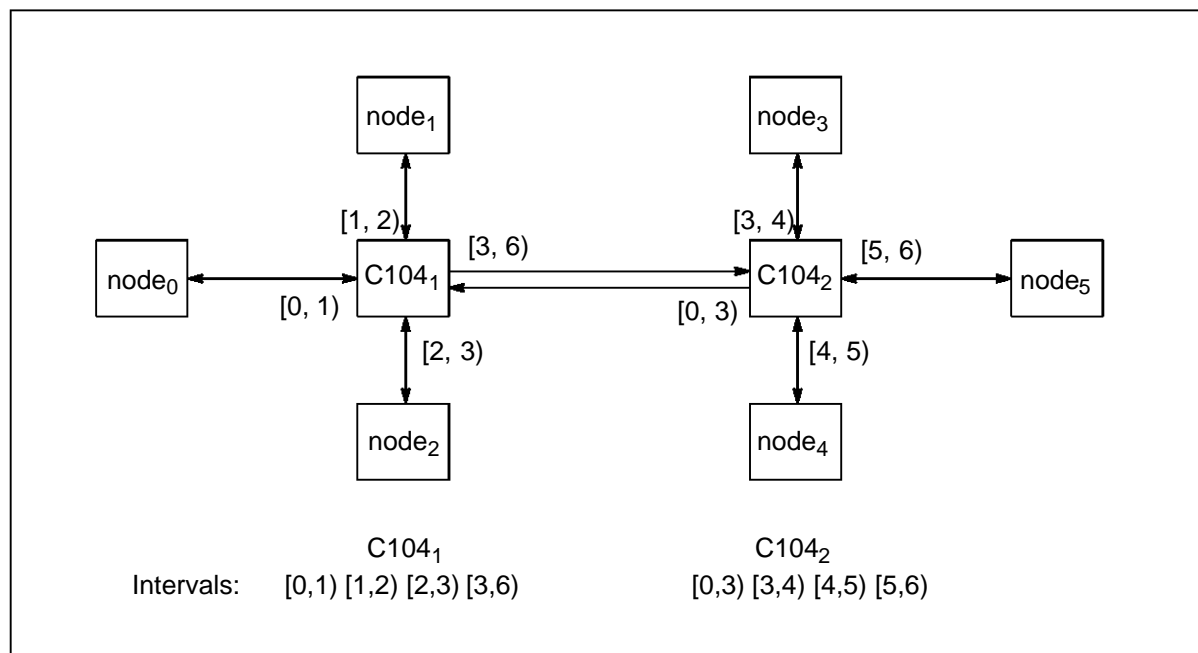 node₁
node₃
[1, 2)
[3, 6)
[3, 4)
[5, 6)
node₀
C104₁
C104₂
node₅
[0, 1)
[0, 3)
[2, 3)
[4, 5)
node₂
node₄
C104₁
C104₂
Intervals: [0,1) [1,2) [2,3) [3,6) [0,3) [3,4) [4,5) [5,6)